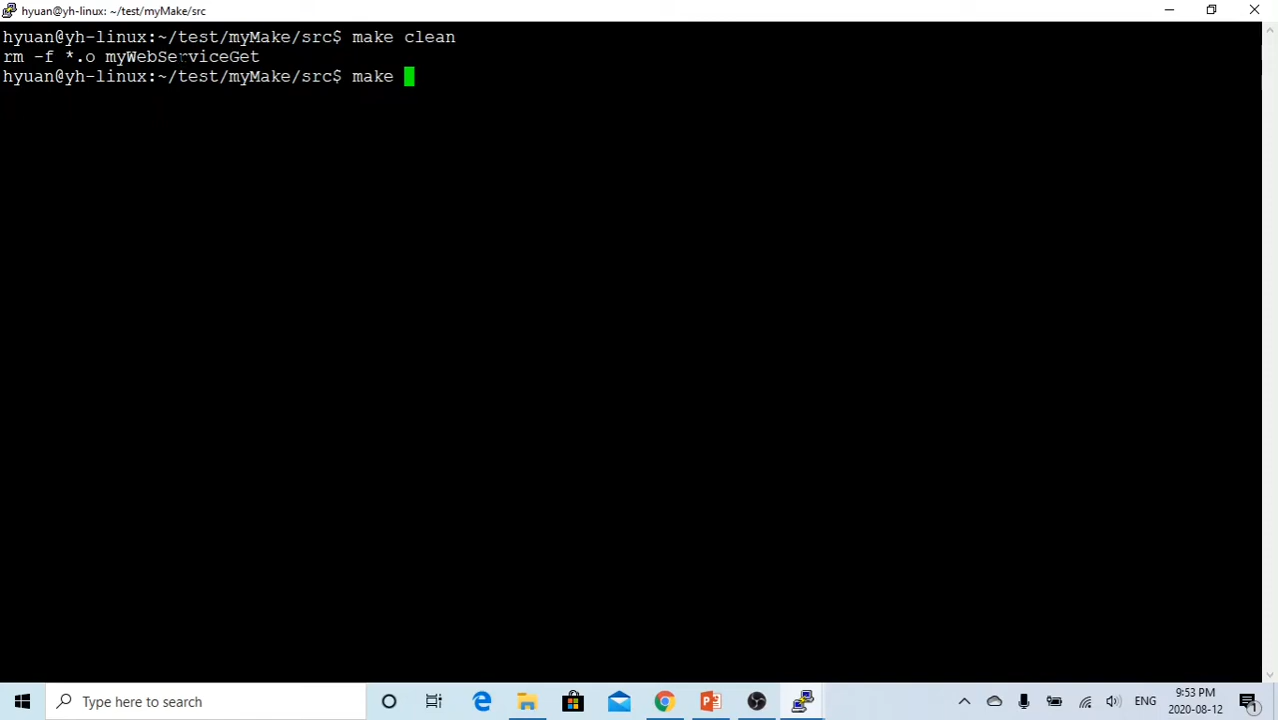 hyuan@yh-linux: ~/test/myMake/src
hyuan@yh-linux:~/test/myMake/src$ make clean
rm -f *.o myWebServiceGet
hyuan@yh-linux:~/test/myMake/src$ make
Type here to search
ENG
9:53 PM
2020-08-12
1